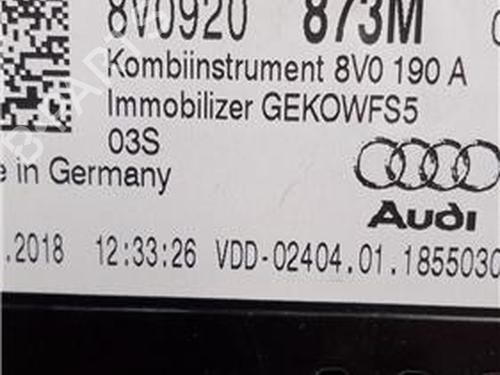 8V0920 873M
Kombiinstrument 8V0 190 A
Immobilizer GEKOWFS5
03S
e in Germany
Audi
.2018 12:33:26 VDD-02404.01.1855030